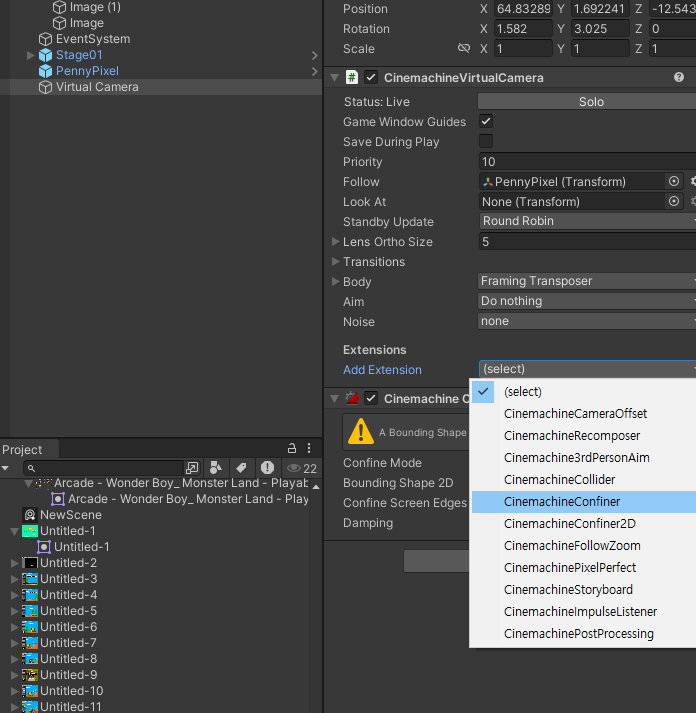 Image (1)
Image
EventSystem
Stage01
PennyPixel
Virtual Camera
Position X 64.83289 Y 1.692241 Z -12.543
Rotation X 1.582 Y 3.025 Z 0
Scale X 1 Y 1 Z 1
# CinemachineVirtualCamera ?
Status: Live Solo
Game Window Guides
Save During Play
Priority 10
Follow PennyPixel (Transform)
Look At None (Transform)
Standby Update Round Robin
Lens Ortho Size 5
Transitions
Body Framing Transposer
Aim Do nothing
Noise none
Extensions
Add Extension (select)
(select)
CinemachineCameraOffset
CinemachineRecomposer
Cinemachine3rdPersonAim
CinemachineCollider
CinemachineConfiner
CinemachineConfiner2D
CinemachineFollowZoom
CinemachinePixelPerfect
CinemachineStoryboard
CinemachineImpulseListener
CinemachinePostProcessing
Cinemachine C
A Bounding Shape
Confine Mode
Bounding Shape 2D
Confine Screen Edges
Damping
Project
22
Arcade - Wonder Boy_ Monster Land - Playab
Arcade - Wonder Boy_ Monster Land - Play
NewScene
Untitled-1
Untitled-1
Untitled-2
Untitled-3
Untitled-4
Untitled-5
Untitled-6
Untitled-7
Untitled-8
Untitled-9
Untitled-10
Untitled-11